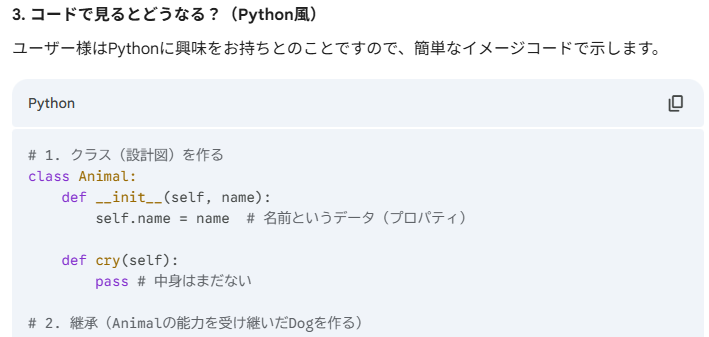 3. コードで見るとどうなる？（Python風）
ユーザー様はPythonに興味をお持ちとのことですので、簡単なイメージコードで示します。
Python
# 1. クラス（設計図）を作る
class Animal:
    def __init__(self, name):
        self.name = name  # 名前というデータ（プロパティ）
    def cry(self):
        pass # 中身はまだない
# 2. 継承（Animalの能力を受け継いだDogを作る）